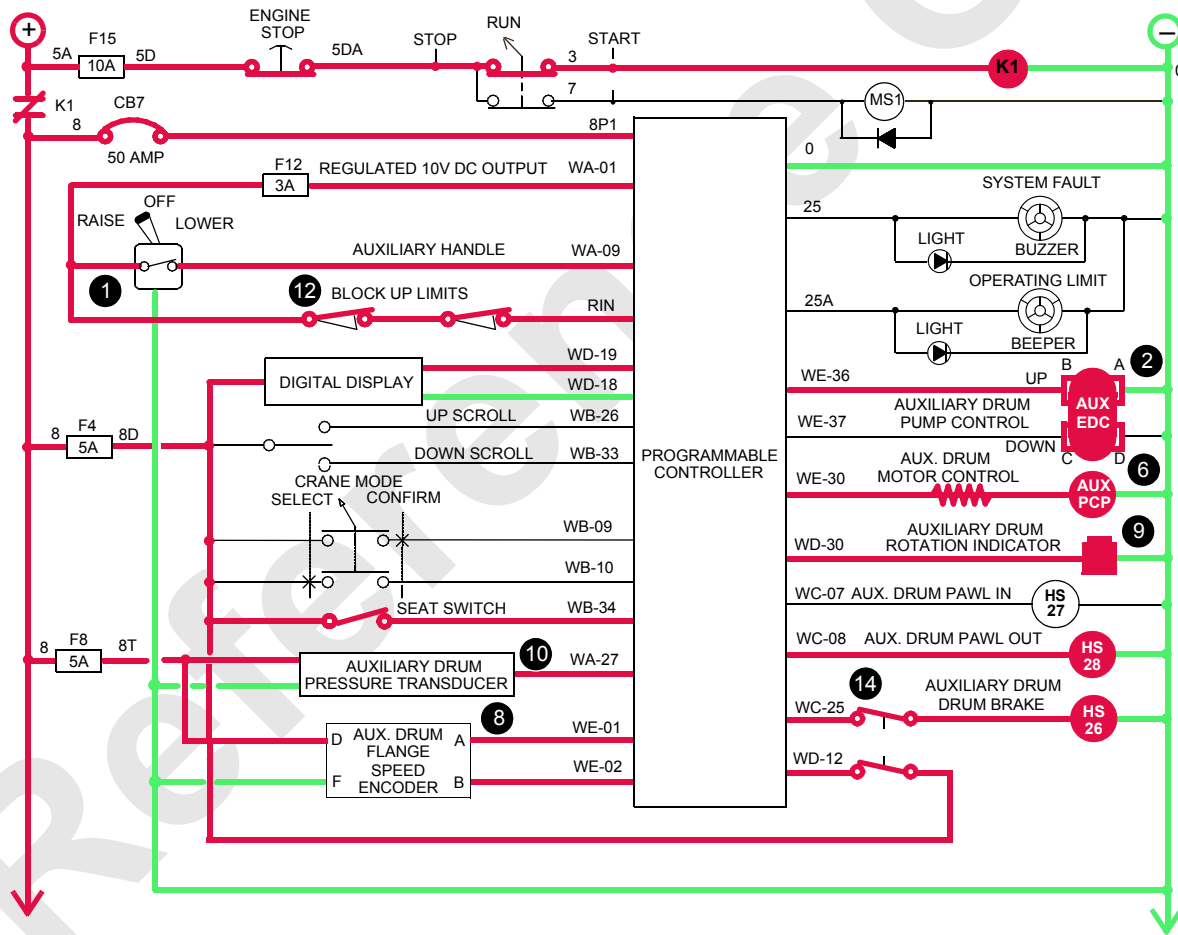 +
F15
5A
10A
5D
ENGINE
STOP
5DA
STOP
RUN
3
START
K1
−
7
MS1
K1
8
CB7
50 AMP
8P1
0
F12
3A
REGULATED 10V DC OUTPUT
WA-01
RAISE
OFF
LOWER
AUXILIARY HANDLE
WA-09
1
12
BLOCK UP LIMITS
RIN
25
SYSTEM FAULT
LIGHT
BUZZER
25A
OPERATING LIMIT
LIGHT
BEEPER
DIGITAL DISPLAY
WD-19
WD-18
UP SCROLL
WB-26
8
F4
5A
8D
DOWN SCROLL
WB-33
CRANE MODE
SELECT
CONFIRM
WB-09
WB-10
SEAT SWITCH
WB-34
PROGRAMMABLE
CONTROLLER
WE-36
UP
B
A
2
AUX
EDC
AUXILIARY DRUM
PUMP CONTROL
WE-37
DOWN
C
D
AUX. DRUM
MOTOR CONTROL
WE-30
AUX
PCP
6
AUXILIARY DRUM
ROTATION INDICATOR
WD-30
9
WC-07 AUX. DRUM PAWL IN
HS
27
WC-08 AUX. DRUM PAWL OUT
HS
28
8
F8
5A
8T
AUXILIARY DRUM
PRESSURE TRANSDUCER
10
WA-27
WC-25
14
AUXILIARY DRUM
DRUM BRAKE
HS
26
D
F
AUX. DRUM
FLANGE
SPEED
ENCODER
A
B
8
WE-01
WE-02
WD-12